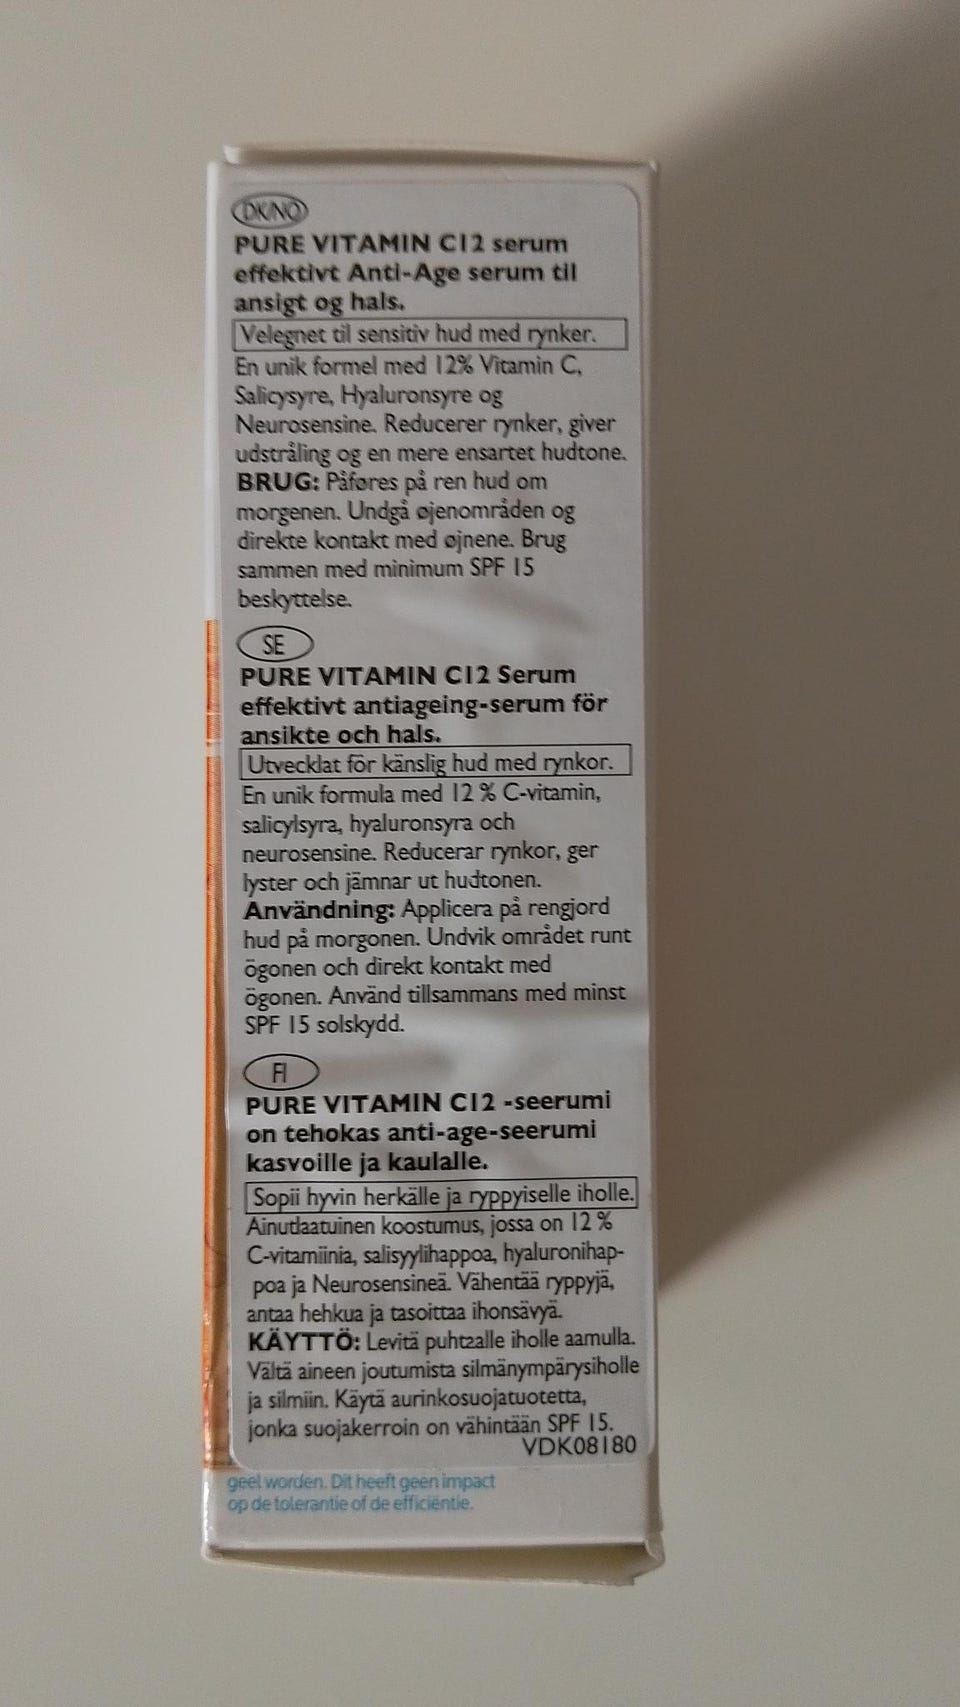 DK/NO
PURE VITAMIN C12 serum
effektivt Anti-Age serum til
ansigt og hals.
Velegnet til sensitiv hud med rynker.
En unik formel med 12% Vitamin C,
Salicysyre, Hyaluronsyre og
Neurosensine. Reducerer rynker, giver
udstråling og en mere ensartet hudtone.
BRUG: Påføres på ren hud om
morgenen. Undgå øjenområden og
direkte kontakt med øjnene. Brug
sammen med minimum SPF 15
beskyttelse.
SE
PURE VITAMIN C12 Serum
effektivt antiageing-serum för
ansikte och hals.
Utvecklat för känslig hud med rynkor.
En unik formula med 12 % C-vitamin,
salicylsyra, hyaluronsyra och
neurosensine. Reducerar rynkor, ger
lyster och jämnar ut hudtonen.
Användning: Applicera på rengjord
hud på morgonen. Undvik området runt
ögonen och direkt kontakt med
ögonen. Använd tillsammans med minst
SPF 15 solskydd.
FI
PURE VITAMIN C12 -seerumi
on tehokas anti-age-seerumi
kasvoille ja kaulalle.
Sopii hyvin herkälle ja ryppyiselle iholle.
Ainutlaatuinen koostumus, jossa on 12 %
C-vitamiinia, salisyylihappoa, hyaluronihap-
poa ja Neurosensineä. Vähentää ryppyjä,
antaa hehkua ja tasoittaa ihonsävyä.
KÄYTTÖ: Levitä puhtzalle iholle aamulla.
Vältä aineen joutumista silmänympärysiholle
ja silmiin. Käytä aurinkosuojatuotetta,
jonka suojakerroin on vähintään SPF 15.
VDK08180
geel worden. Dit heeft geen impact
op de tolerantie of de efficiëntie.